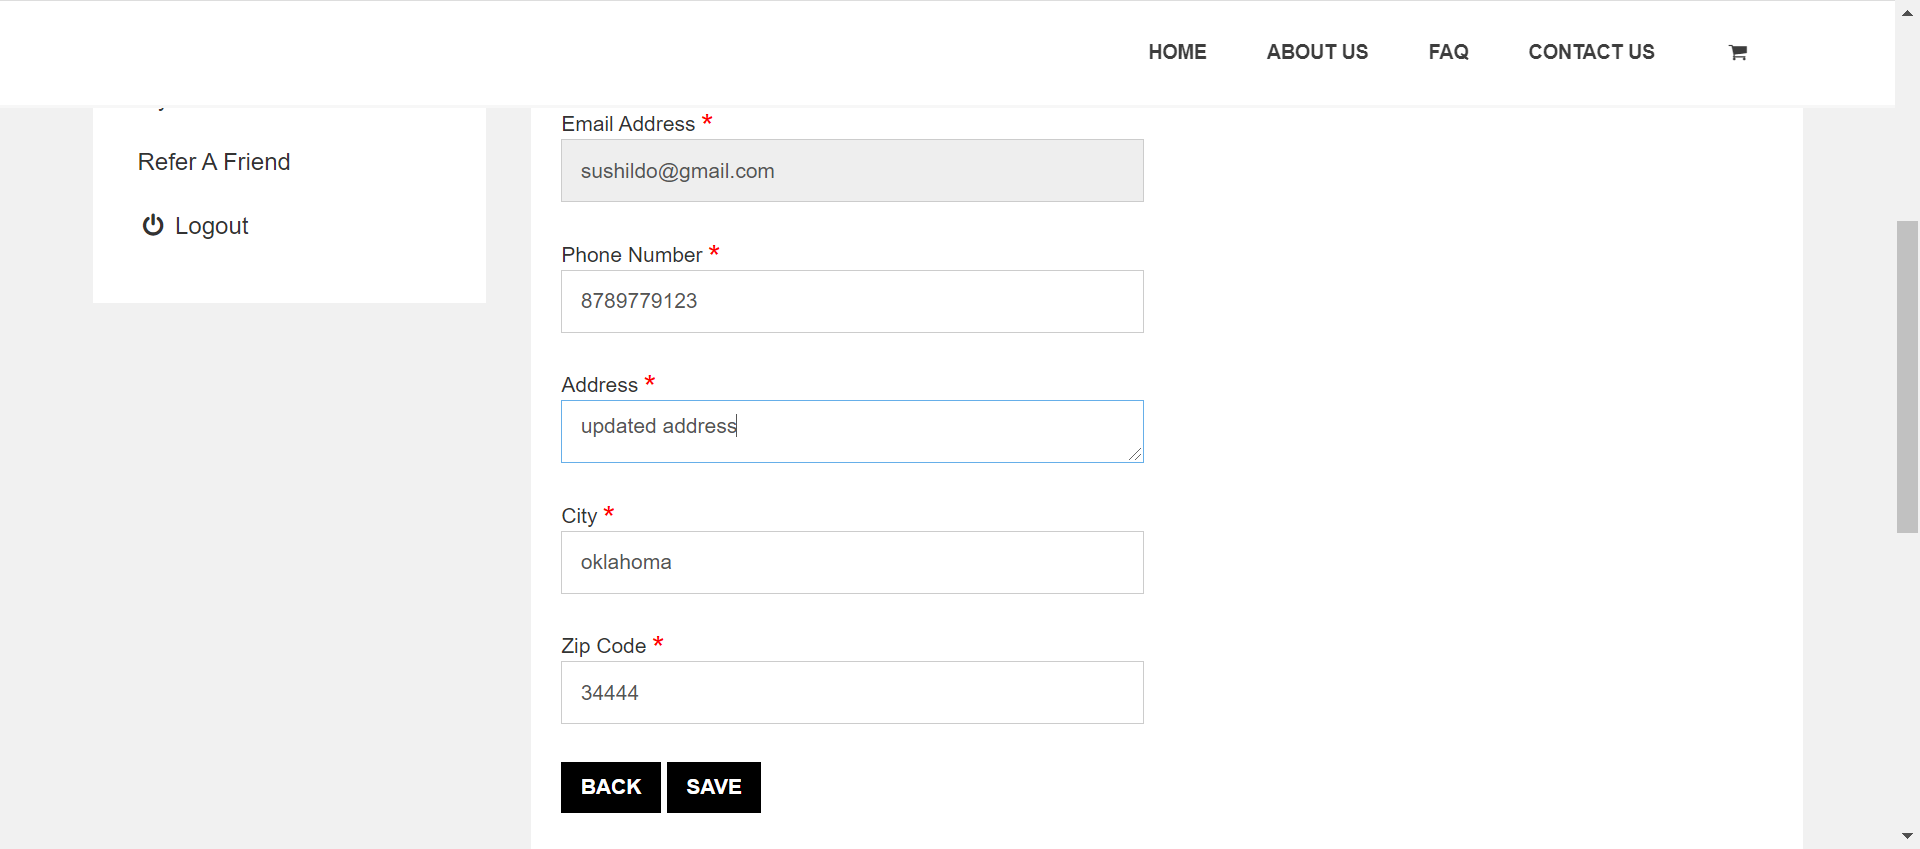 HOME ABOUT US FAQ CONTACT US
Refer A Friend
Logout
Email Address *
sushildo@gmail.com
Phone Number *
8789779123
Address *
updated address
City *
oklahoma
Zip Code *
34444
BACK SAVE